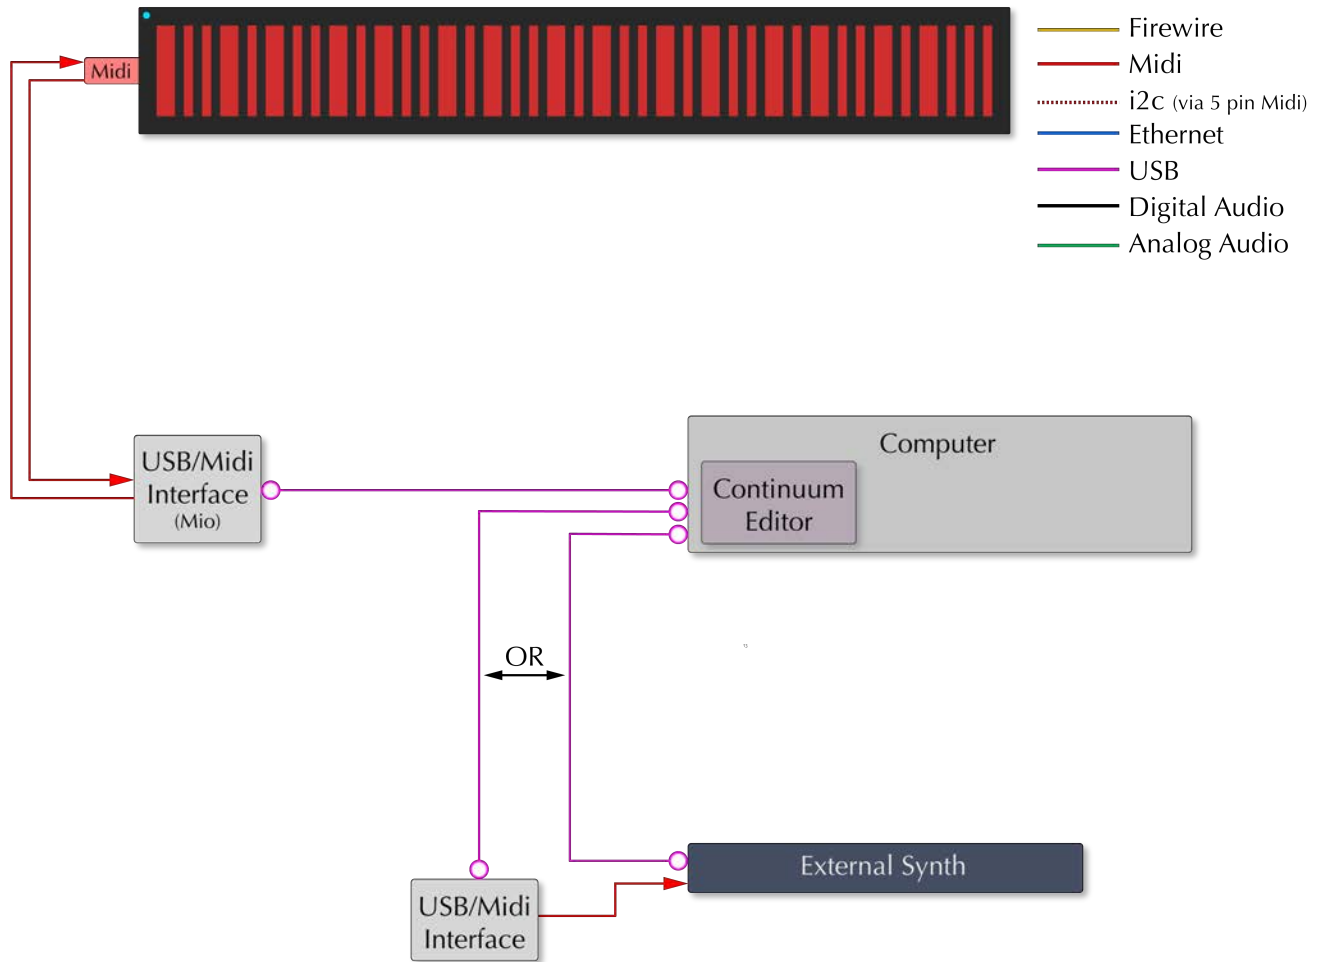 Firewire
Midi
Midi
i2c (via 5 pin Midi)
Ethernet
USB
Digital Audio
Analog Audio
Computer
USB/Midi
Interface
(Mio)
Continuum
Editor
OR
External Synth
USB/Midi
Interface